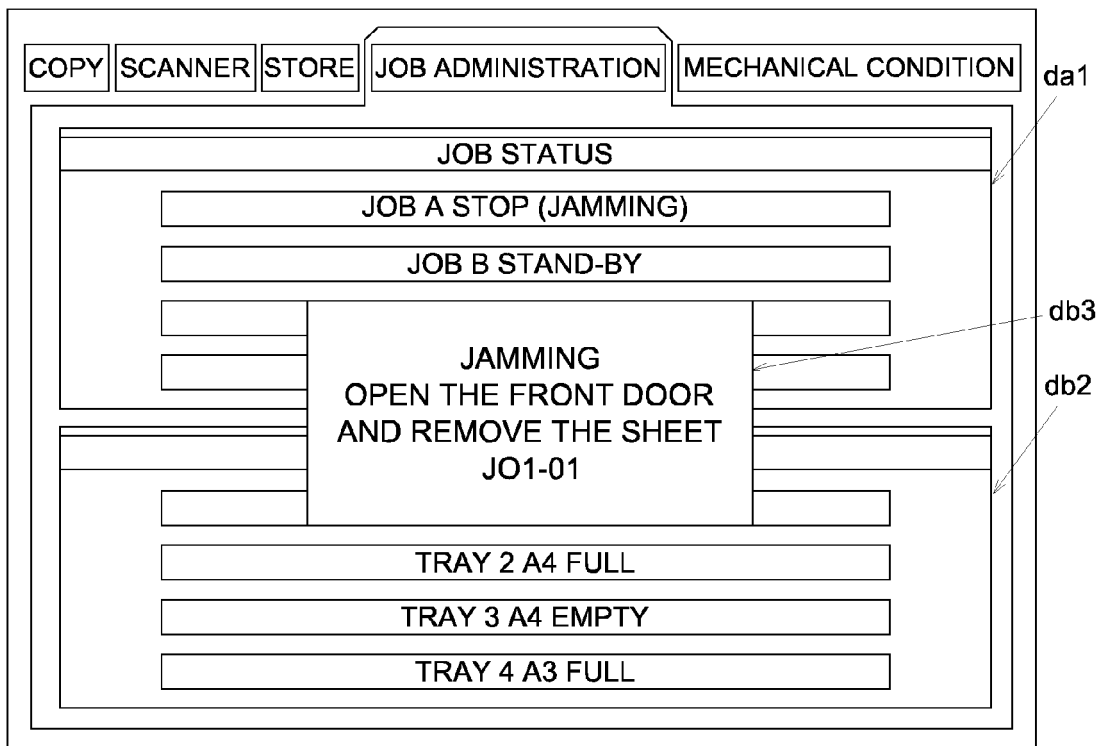 COPY SCANNER STORE JOB ADMINISTRATION MECHANICAL CONDITION
da1
JOB STATUS
JOB A STOP (JAMMING)
JOB B STAND-BY
db3
JAMMING
OPEN THE FRONT DOOR
AND REMOVE THE SHEET
JO1-01
db2
TRAY 2 A4 FULL
TRAY 3 A4 EMPTY
TRAY 4 A3 FULL